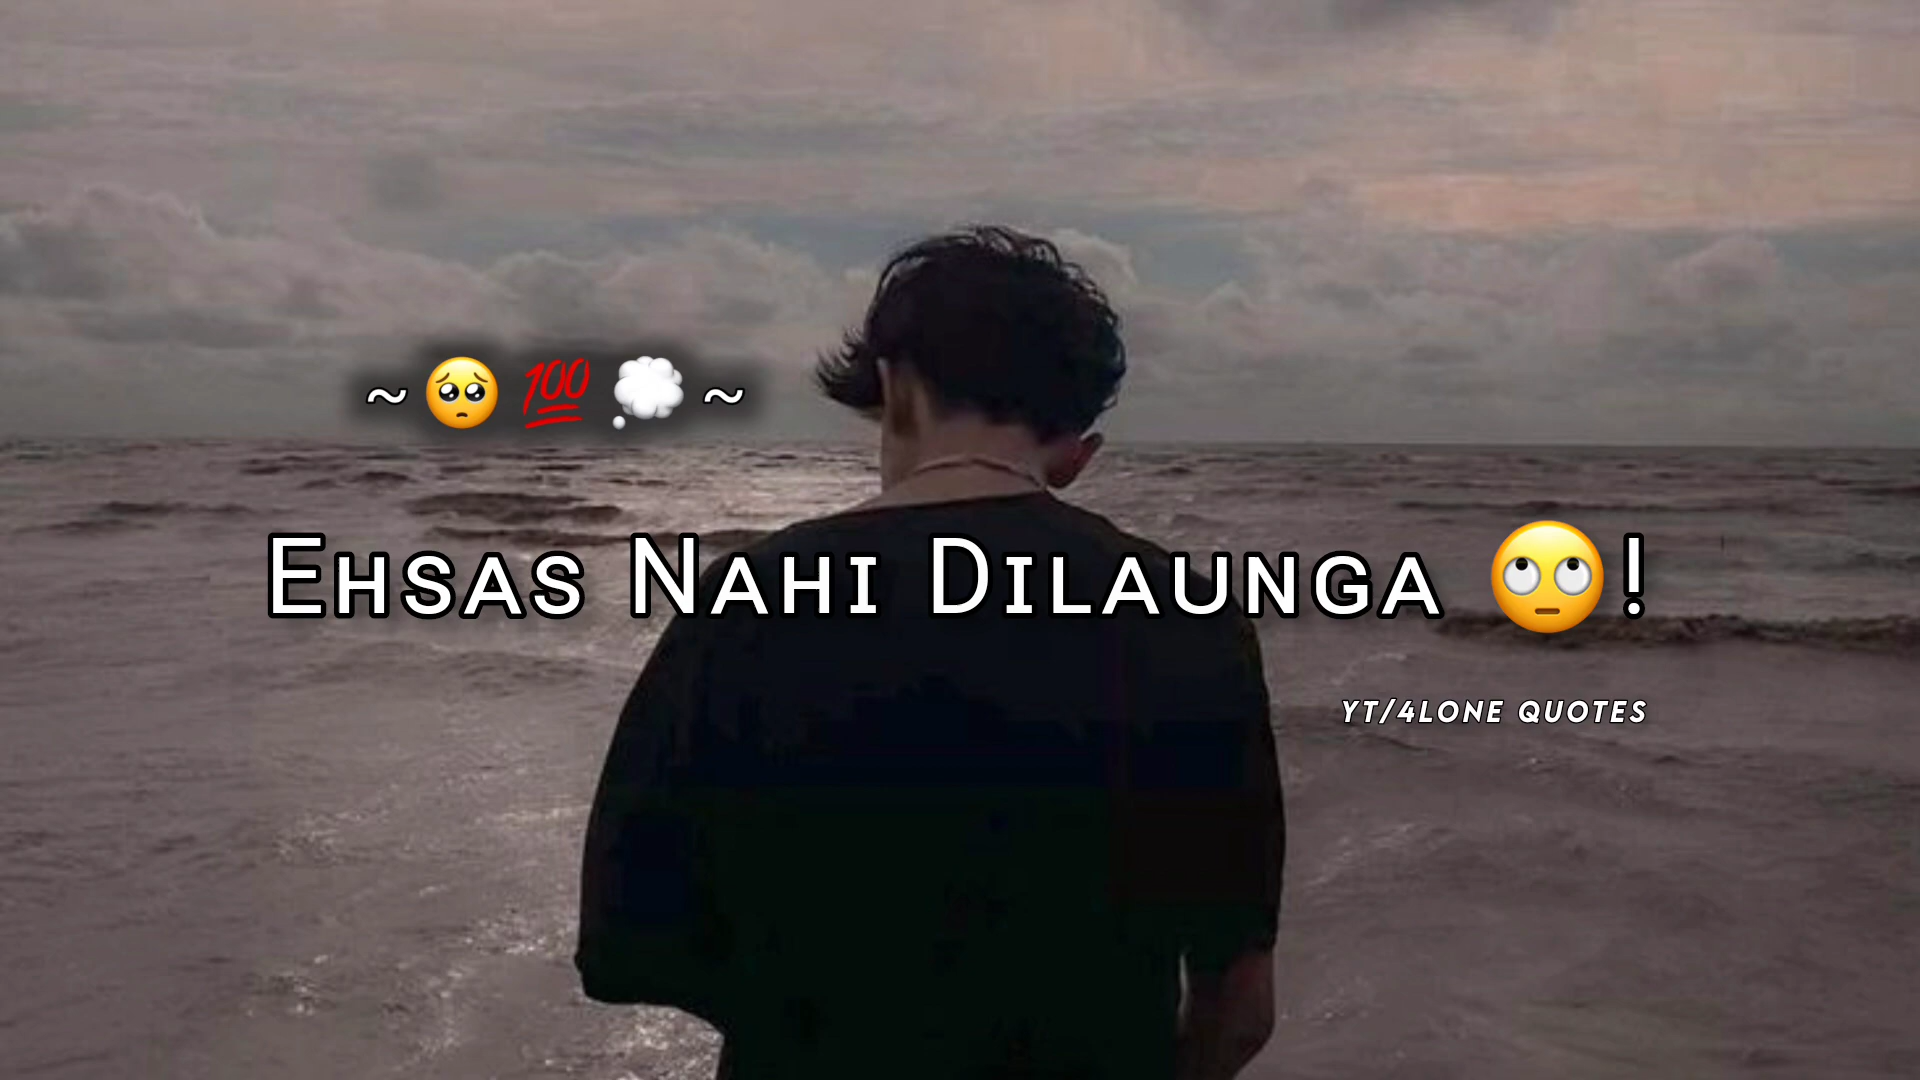 ~ 🥺 💯 💭 ~
Ehsas Nahi Dilaunga 🙄!
YT/4LONE QUOTES